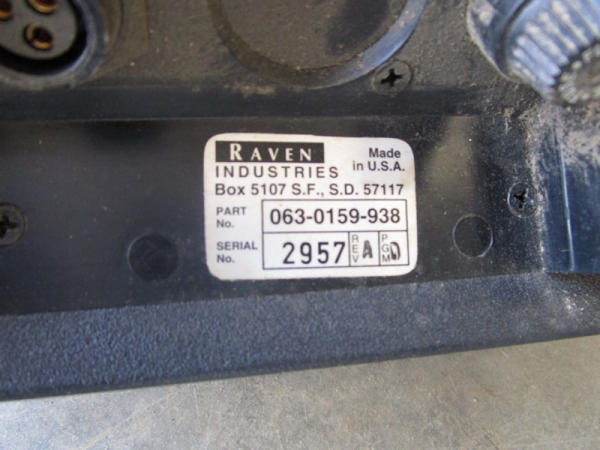 RAVEN Made
INDUSTRIES in U.S.A.
Box 5107 S.F., S.D. 57117
PART No. 063-0159-938
SERIAL No. 2957 REV A PGM D